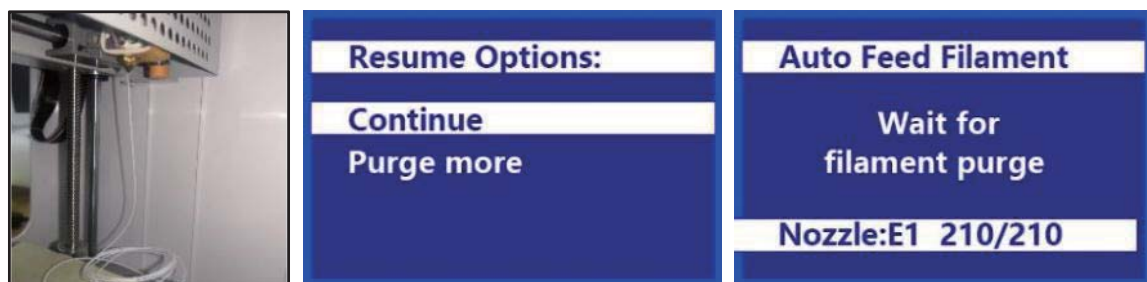 Resume Options:
Continue
Purge more
Auto Feed Filament
Wait for
filament purge
Nozzle:E1 210/210